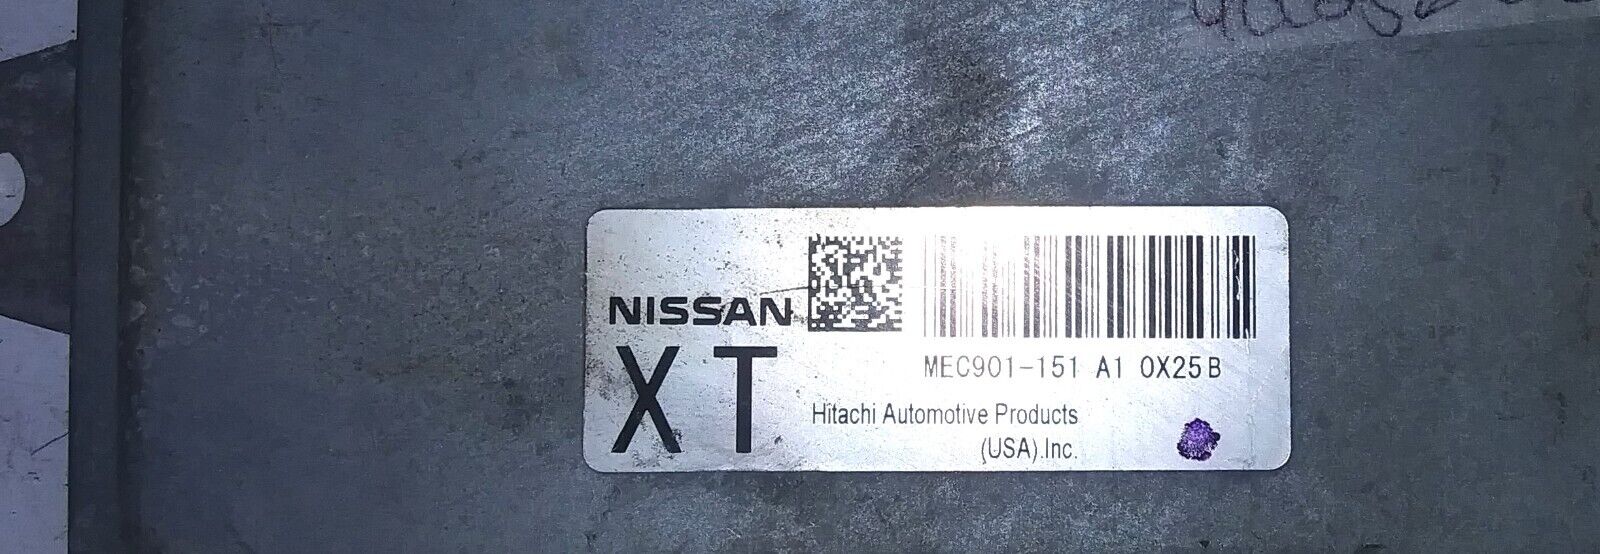 NISSAN
XT
MEC901-151 A1 0X25B
Hitachi Automotive Products
(USA).Inc.